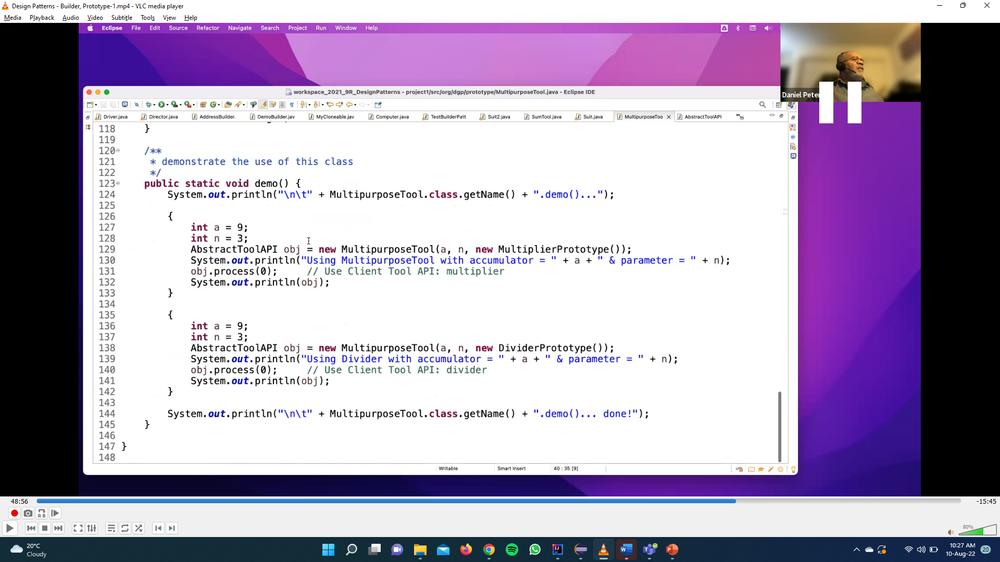 Design Patterns - Builder, Prototype-1.mp4 - VLC media player
Media Playback Audio Video Subtitle Tools View Help
Eclipse File Edit Source Refactor Navigate Search Project Run Window Help
Daniel Peter
workspace_2021_9R_DesignPatterns - project1/src/org/dgp/prototype/MultipurposeTool.java - Eclipse IDE
Driver.java Director.java AddressBuilder. DemoBuilder.jav MyCloneable.jav Computer.java TestBuilderPatt Suit2.java SumTool.java Suit.java MultipurposeToo AbstractToolAPI »15
118 }
119
120 /**
121 * demonstrate the use of this class
122 */
123 public static void demo() {
124 System.out.println("\n\t" + MultipurposeTool.class.getName() + ".demo()...");
125
126 {
127 int a = 9;
128 int n = 3;
129 AbstractToolAPI obj = new MultipurposeTool(a, n, new MultiplierPrototype());
130 System.out.println("Using MultipurposeTool with accumulator = " + a + " & parameter = " + n);
131 obj.process(0); // Use Client Tool API: multiplier
132 System.out.println(obj);
133 }
134
135 {
136 int a = 9;
137 int n = 3;
138 AbstractToolAPI obj = new MultipurposeTool(a, n, new DividerPrototype());
139 System.out.println("Using Divider with accumulator = " + a + " & parameter = " + n);
140 obj.process(0); // Use Client Tool API: divider
141 System.out.println(obj);
142 }
143
144 System.out.println("\n\t" + MultipurposeTool.class.getName() + ".demo()... done!");
145 }
146
147 }
148
Writable Smart Insert 40 : 35 [9]
48:56 -15:45
80%
20°C
Cloudy
10:27 AM
10-Aug-22
20